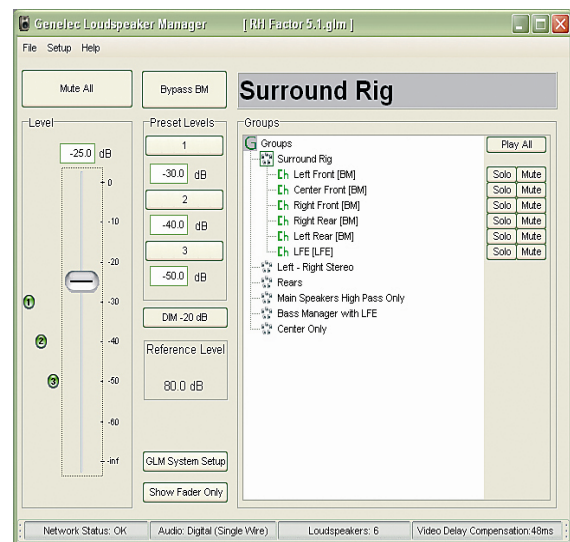 Genelec Loudspeaker Manager [ RH Factor 5.1.glm ]
File Setup Help
Mute All
Bypass BM
Surround Rig
Level
-25.0 dB
0
-10
-20
-30
-40
-50
-60
-inf
1
2
3
Preset Levels
1
-30.0 dB
2
-40.0 dB
3
-50.0 dB
DIM -20 dB
Reference Level
80.0 dB
GLM System Setup
Show Fader Only
Groups
G Groups
Play All
Surround Rig
Ch Left Front [BM] Solo Mute
Ch Center Front [BM] Solo Mute
Ch Right Front [BM] Solo Mute
Ch Right Rear [BM] Solo Mute
Ch Left Rear [BM] Solo Mute
Ch LFE [LFE] Solo Mute
Left - Right Stereo
Rears
Main Speakers High Pass Only
Bass Manager with LFE
Center Only
Network Status: OK
Audio: Digital (Single Wire)
Loudspeakers: 6
Video Delay Compensation:48ms